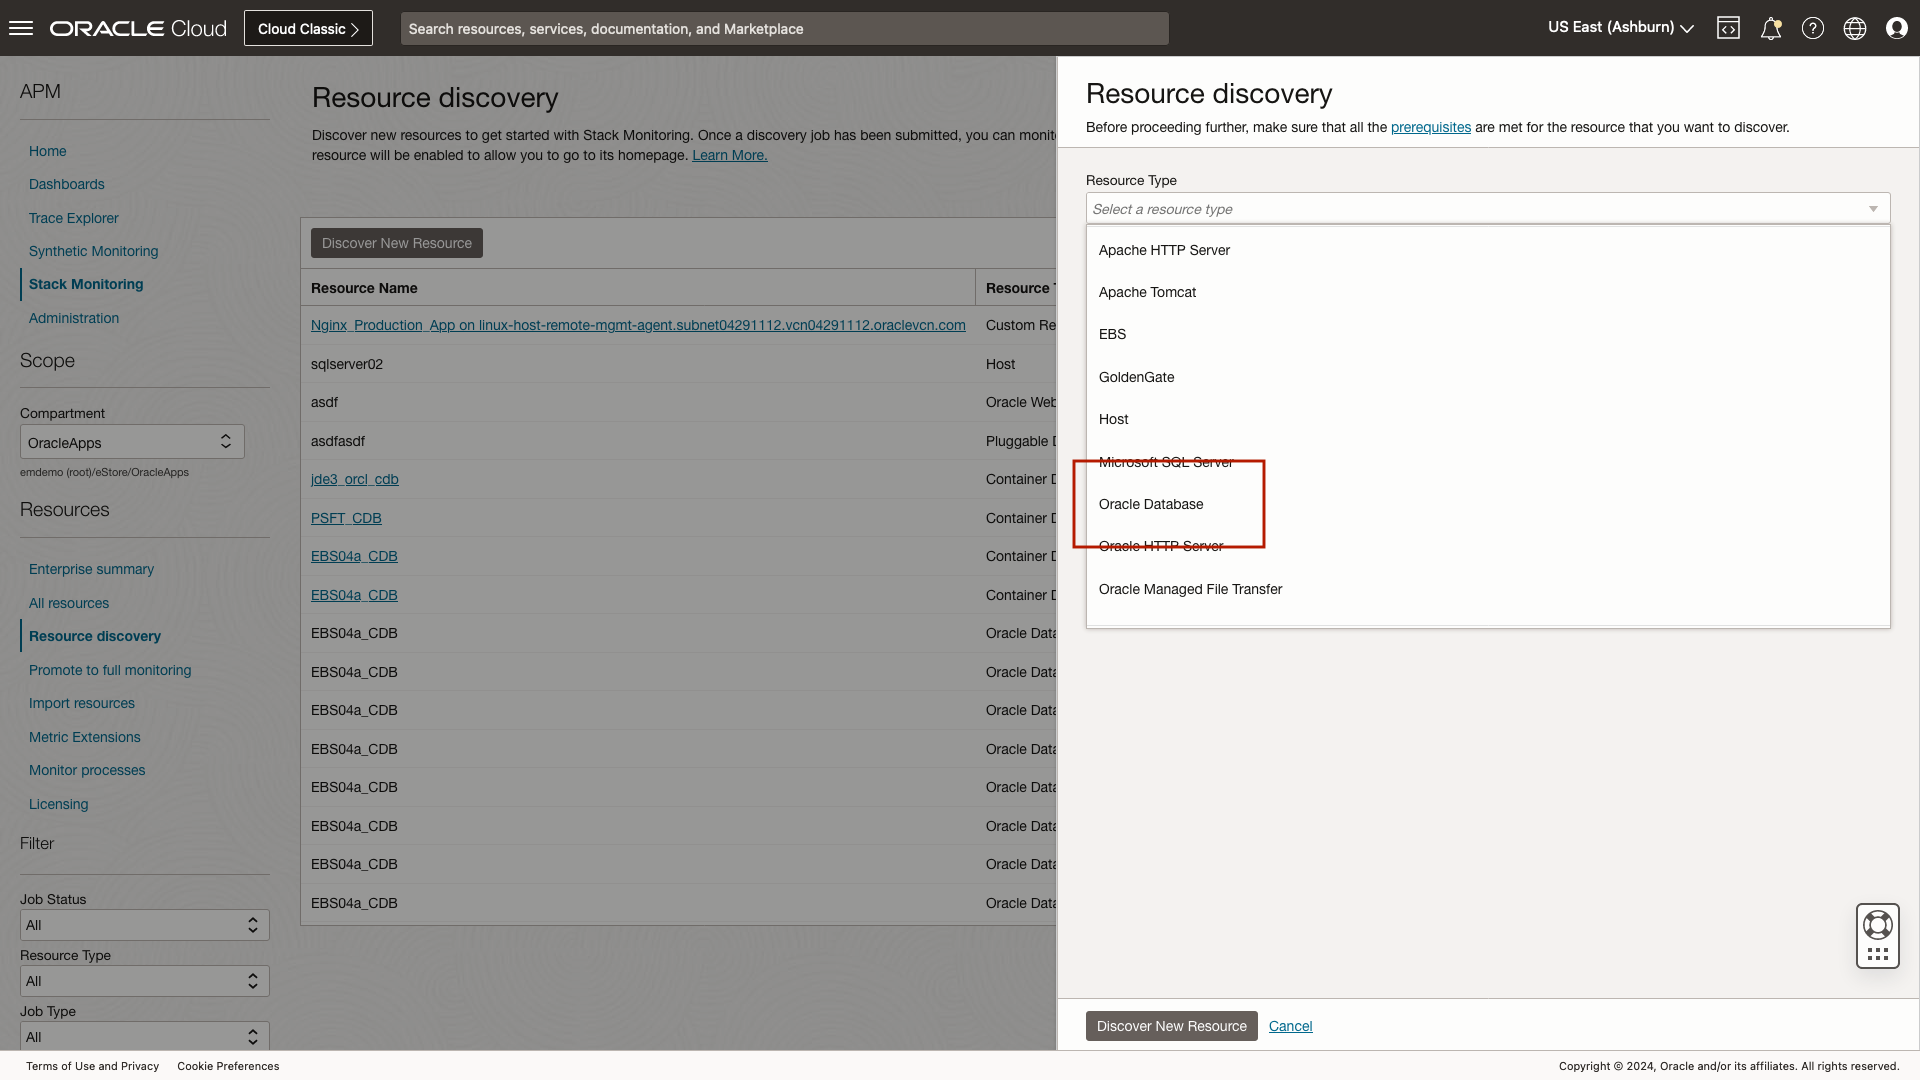 ORACLE Cloud
Cloud Classic
Search resources, services, documentation, and Marketplace
US East (Ashburn)
APM
Home
Dashboards
Trace Explorer
Synthetic Monitoring
Stack Monitoring
Administration
Scope
Compartment
OracleApps
emdemo (root)/eStore/OracleApps
Resources
Enterprise summary
All resources
Resource discovery
Promote to full monitoring
Import resources
Metric Extensions
Monitor processes
Licensing
Filter
Job Status
All
Resource Type
All
Job Type
All
Resource discovery
Discover new resources to get started with Stack Monitoring. Once a discovery job has been submitted, you can monit
resource will be enabled to allow you to go to its homepage. Learn More.
Discover New Resource
Resource Name Resource
Nginx_Production_App on linux-host-remote-mgmt-agent.subnet04291112.vcn04291112.oraclevcn.com Custom Re
sqlserver02 Host
asdf Oracle Web
asdfasdf Pluggable D
jde3_orcl_cdb Container D
PSFT_CDB Container D
EBS04a_CDB Container D
EBS04a_CDB Container D
EBS04a_CDB Oracle Data
EBS04a_CDB Oracle Data
EBS04a_CDB Oracle Data
EBS04a_CDB Oracle Data
EBS04a_CDB Oracle Data
EBS04a_CDB Oracle Data
EBS04a_CDB Oracle Data
EBS04a_CDB Oracle Data
Resource discovery
Before proceeding further, make sure that all the prerequisites are met for the resource that you want to discover.
Resource Type
Select a resource type
Apache HTTP Server
Apache Tomcat
EBS
GoldenGate
Host
Microsoft SQL Server
Oracle Database
Oracle HTTP Server
Oracle Managed File Transfer
Discover New Resource Cancel
Terms of Use and Privacy Cookie Preferences
Copyright © 2024, Oracle and/or its affiliates. All rights reserved.